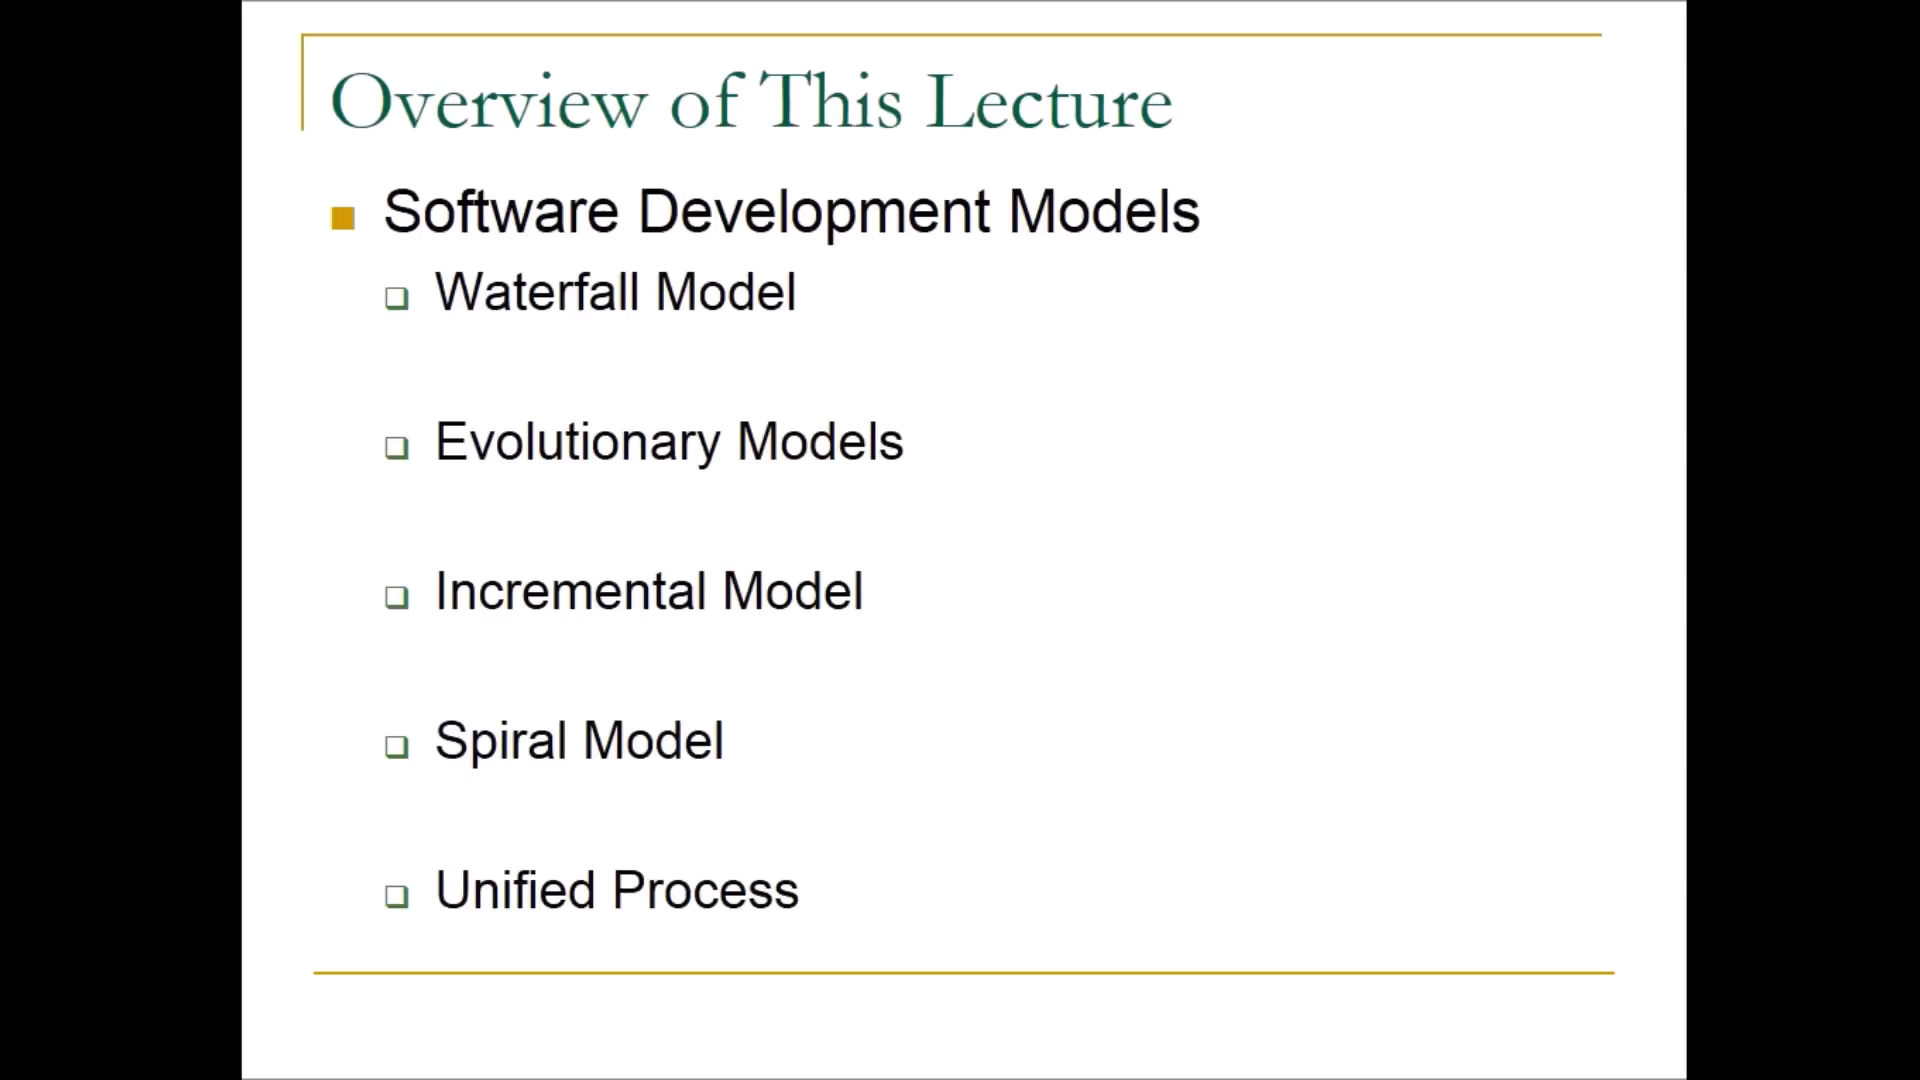 Overview of This Lecture
Software Development Models
Waterfall Model
Evolutionary Models
Incremental Model
Spiral Model
Unified Process